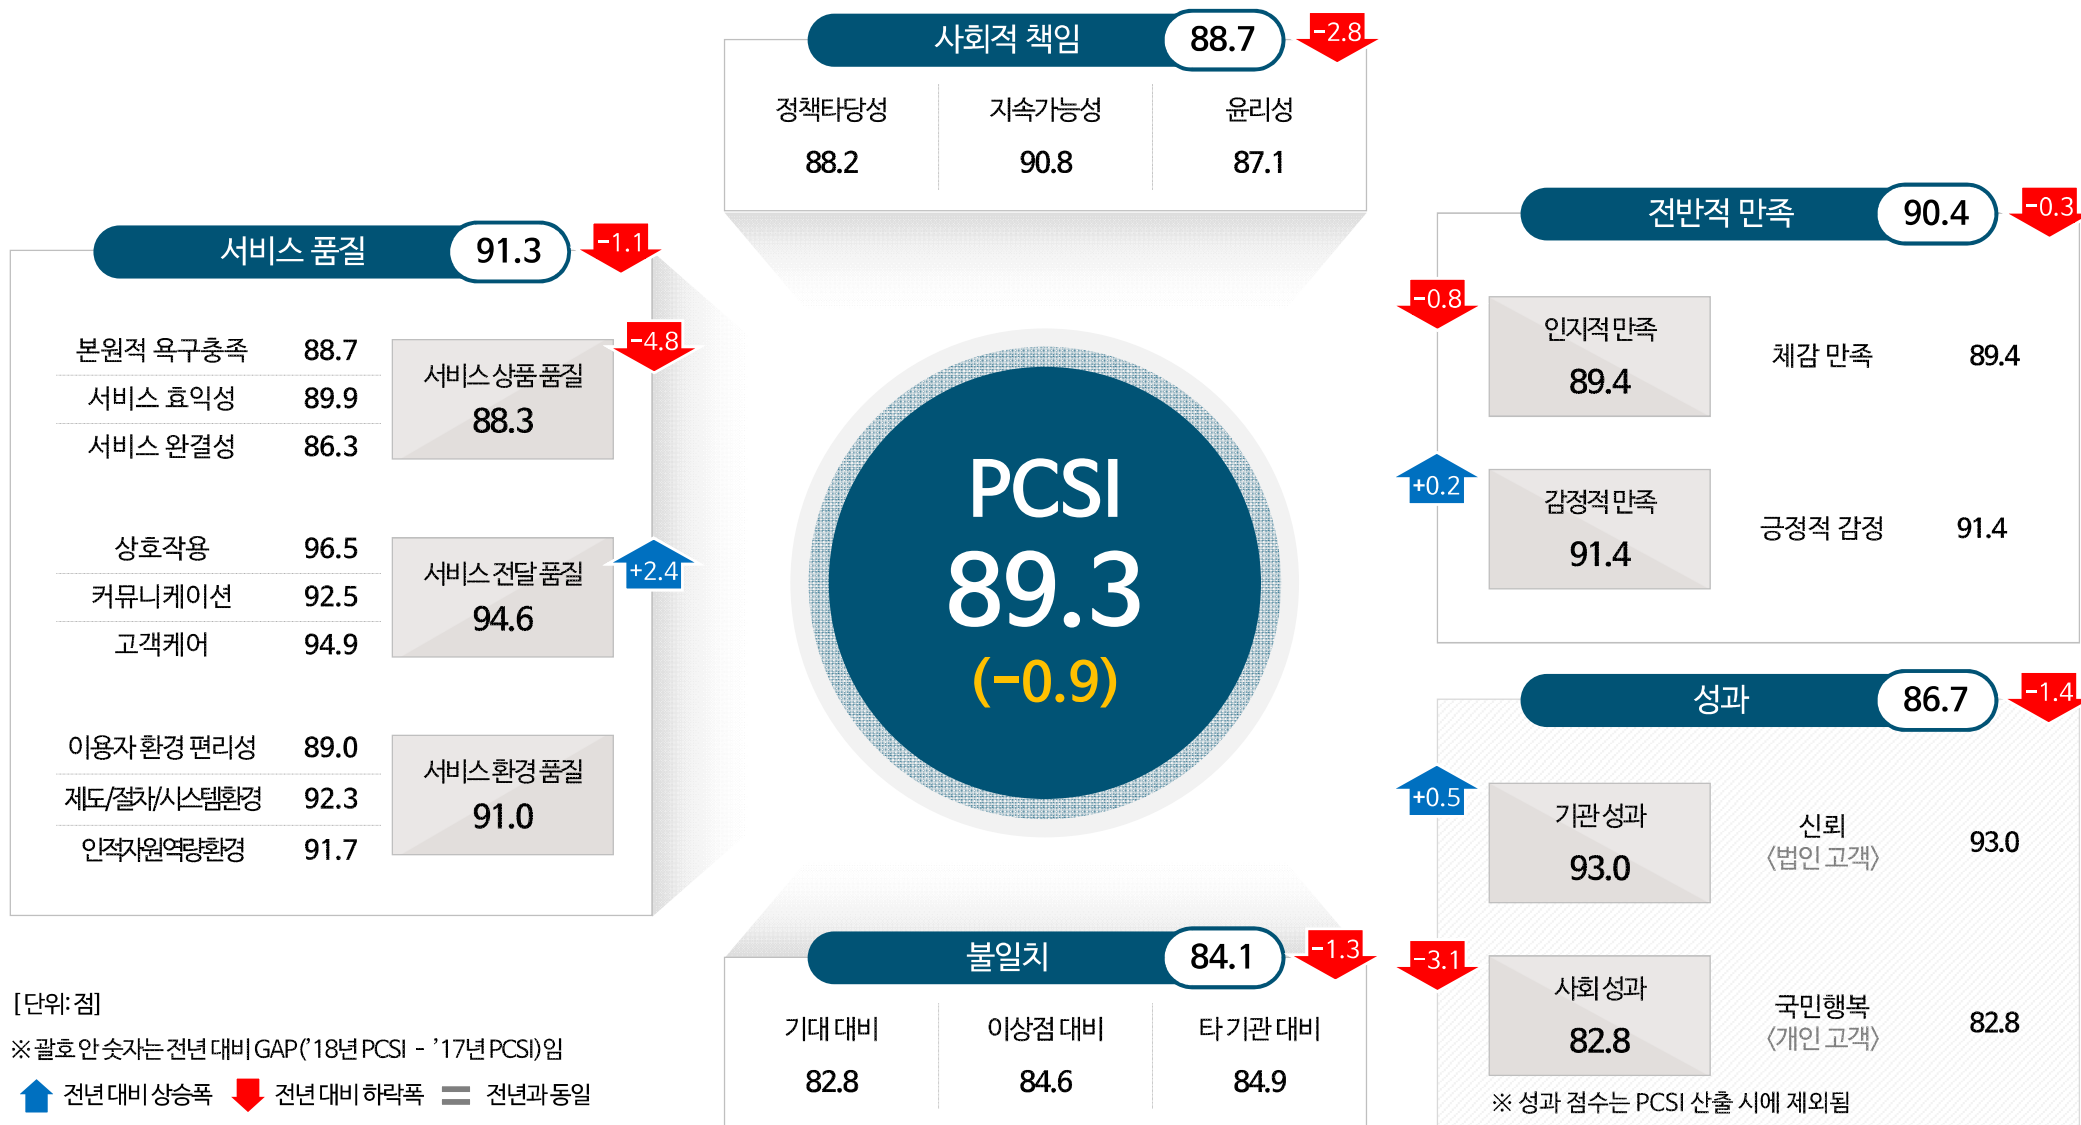 사회적 책임 88.7 -2.8
정책타당성 지속가능성 윤리성
88.2 90.8 87.1
서비스 품질 91.3 -1.1
본원적 욕구충족 88.7
서비스 효익성 89.9
서비스 완결성 86.3
서비스 상품 품질
88.3
-4.8
상호작용 96.5
커뮤니케이션 92.5
고객케어 94.9
서비스 전달 품질
94.6
+2.4
이용자 환경 편리성 89.0
제도/절차/시스템환경 92.3
인적자원역량환경 91.7
서비스 환경 품질
91.0
PCSI
89.3
(-0.9)
전반적 만족 90.4 -0.3
-0.8
인지적 만족
89.4
체감 만족 89.4
+0.2
감정적 만족
91.4
긍정적 감정 91.4
성과 86.7 -1.4
+0.5
기관 성과
93.0
신뢰
〈법인 고객〉
93.0
-3.1
사회 성과
82.8
국민행복
〈개인 고객〉
82.8
※ 성과 점수는 PCSI 산출 시에 제외됨
불일치 84.1 -1.3
기대 대비 이상점 대비 타 기관 대비
82.8 84.6 84.9
[단위: 점]
※ 괄호 안 숫자는 전년 대비 GAP(’18년 PCSI - ’17년 PCSI)임
전년 대비 상승폭 전년 대비 하락폭 전년과 동일